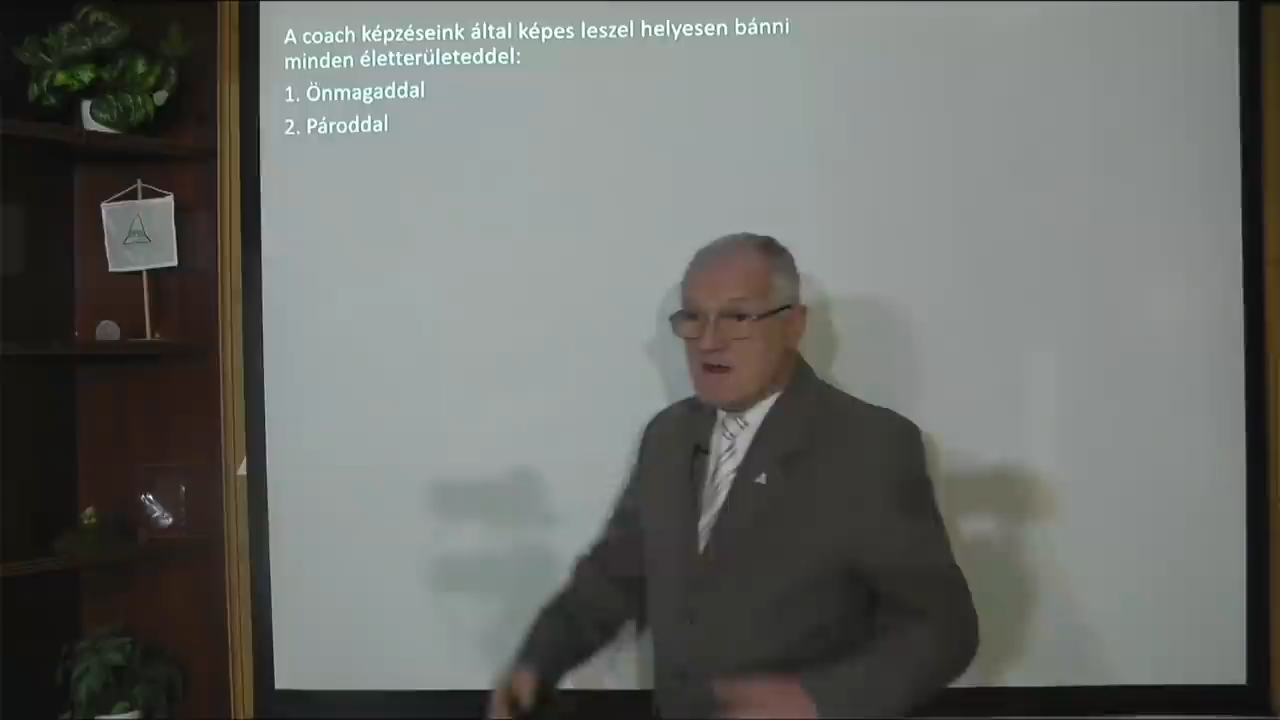 A coach képzéseink által képes leszel helyesen bánni
minden életterületeddel:
1. Önmagaddal
2. Pároddal